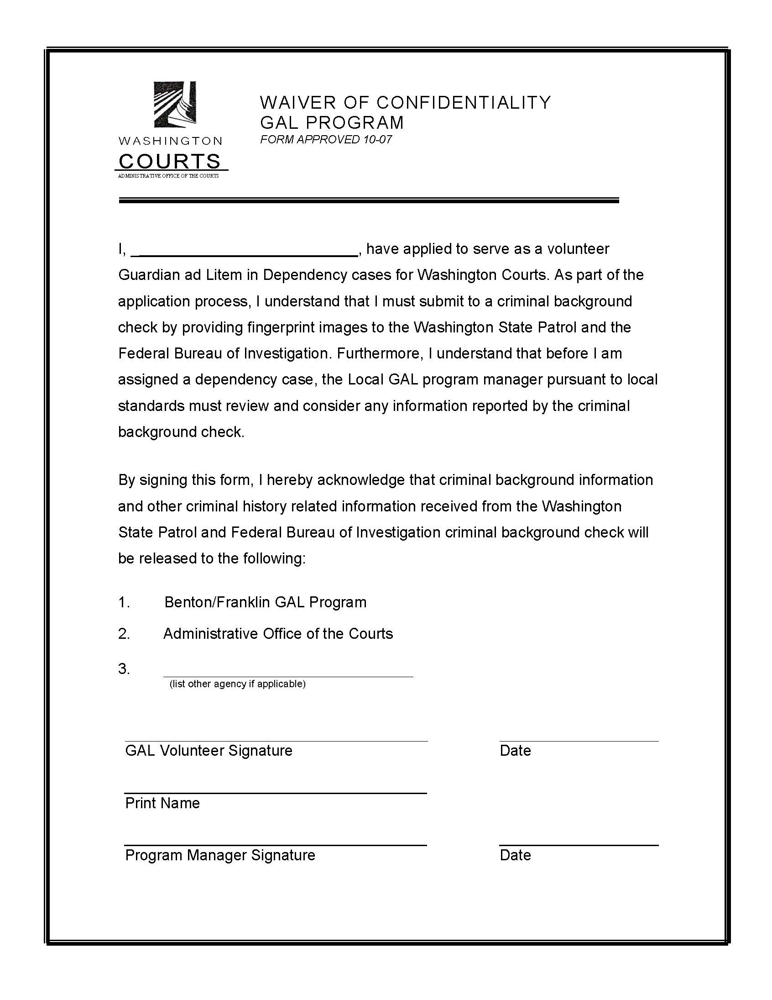 WAIVER OF CONFIDENTIALITY
GAL PROGRAM
FORM APPROVED 10-07
WASHINGTON
COURTS
ADMINISTRATIVE OFFICE OF THE COURTS
I, ____________________________, have applied to serve as a volunteer
Guardian ad Litem in Dependency cases for Washington Courts. As part of the
application process, I understand that I must submit to a criminal background
check by providing fingerprint images to the Washington State Patrol and the
Federal Bureau of Investigation. Furthermore, I understand that before I am
assigned a dependency case, the Local GAL program manager pursuant to local
standards must review and consider any information reported by the criminal
background check.
By signing this form, I hereby acknowledge that criminal background information
and other criminal history related information received from the Washington
State Patrol and Federal Bureau of Investigation criminal background check will
be released to the following:
1. Benton/Franklin GAL Program
2. Administrative Office of the Courts
3. ____________________________
(list other agency if applicable)
GAL Volunteer Signature Date
Print Name
Program Manager Signature Date